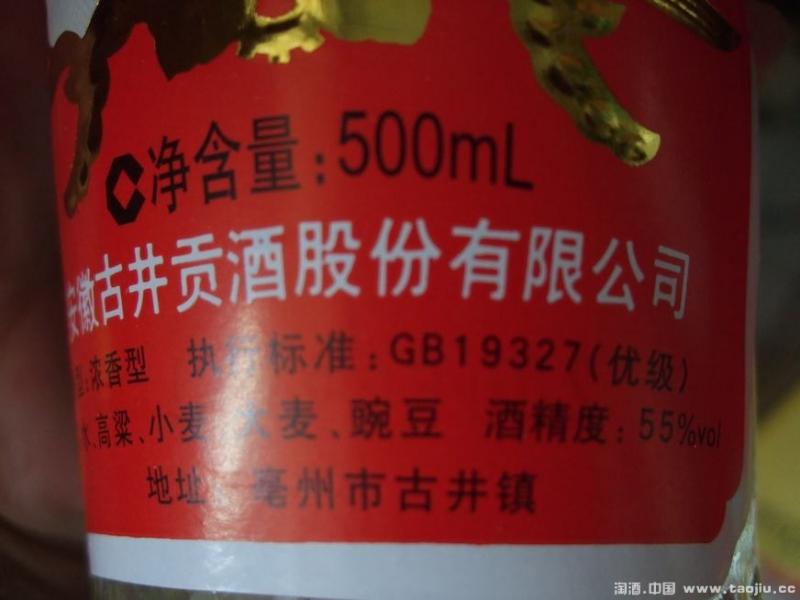 净含量:500mL
安徽古井贡酒股份有限公司
型:浓香型 执行标准:GB19327(优级)
水、高粱、小麦、大麦、豌豆 酒精度:55%vol
地址:亳州市古井镇
淘酒.中国 www.taojiu.cc